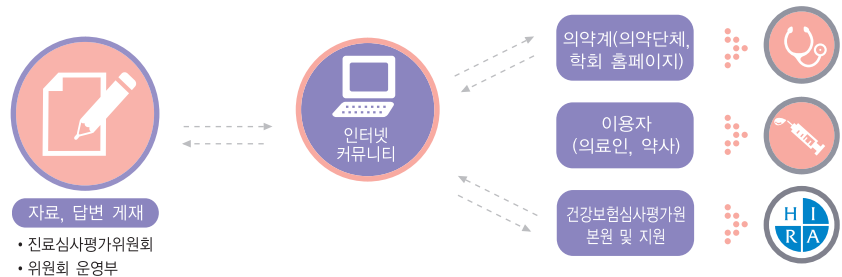 자료, 답변 게재
• 진료심사평가위원회
• 위원회 운영부
인터넷
커뮤니티
의약계(의약단체,
학회 홈페이지)
이용자
(의료인, 약사)
건강보험심사평가원
본원 및 지원
H I
R A